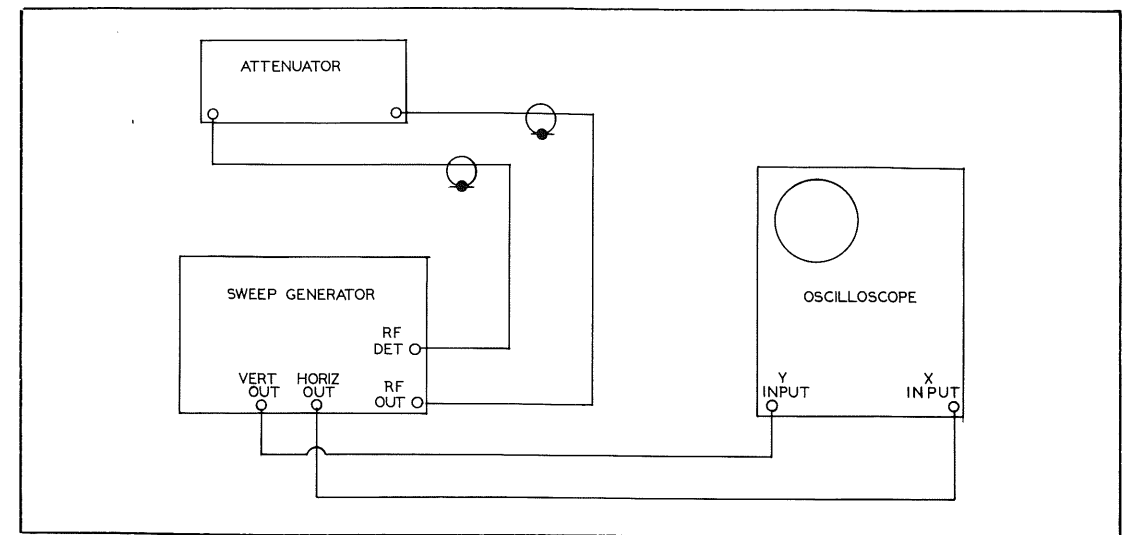 ATTENUATOR
SWEEP GENERATOR
OSCILLOSCOPE
RF
DET
VERT
OUT
HORIZ
OUT
RF
OUT
Y
INPUT
X
INPUT